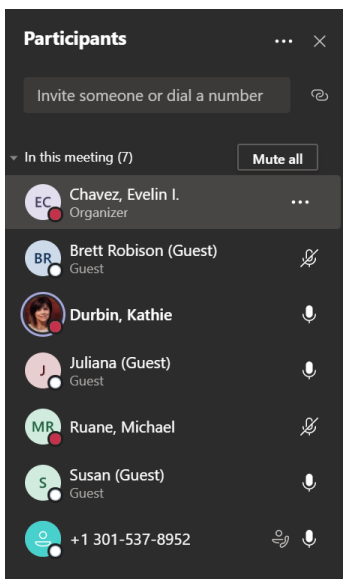 Participants
Invite someone or dial a number
In this meeting (7)
Mute all
EC
Chavez, Evelin I.
Organizer
BR
Brett Robison (Guest)
Guest
Durbin, Kathie
J
Juliana (Guest)
Guest
MR
Ruane, Michael
S
Susan (Guest)
Guest
+1 301-537-8952